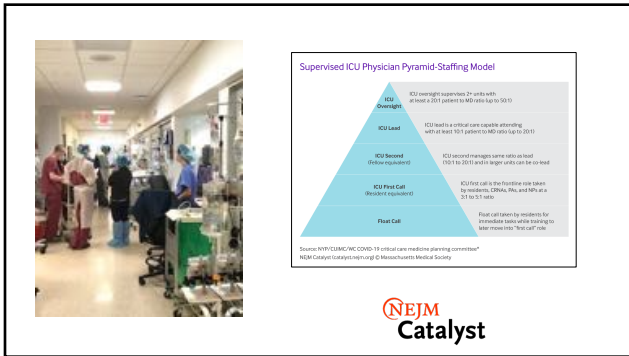 Supervised ICU Physician Pyramid-Staffing Model
ICU
Oversight
ICU oversight supervises 2+ units with
at least a 20:1 patient to MD ratio (up to 50:1)
ICU Lead
ICU lead is a critical care capable attending
with at least 10:1 patient to MD ratio (up to 20:1)
ICU Second
(Fellow equivalent)
ICU second manages same ratio as lead
(10:1 to 20:1) and in larger units can be co-lead
ICU First Call
(Resident equivalent)
ICU first call is the frontline role taken
by residents, CRNAs, PAs, and NPs at a
3:1 to 5:1 ratio
Float Call
Float call taken by residents for
immediate tasks while training to
later move into "first call" role
Source: NYP/CUIMC/WC COVID-19 critical care medicine planning committee*
NEJM Catalyst (catalyst.nejm.org) © Massachusetts Medical Society
NEJM
Catalyst